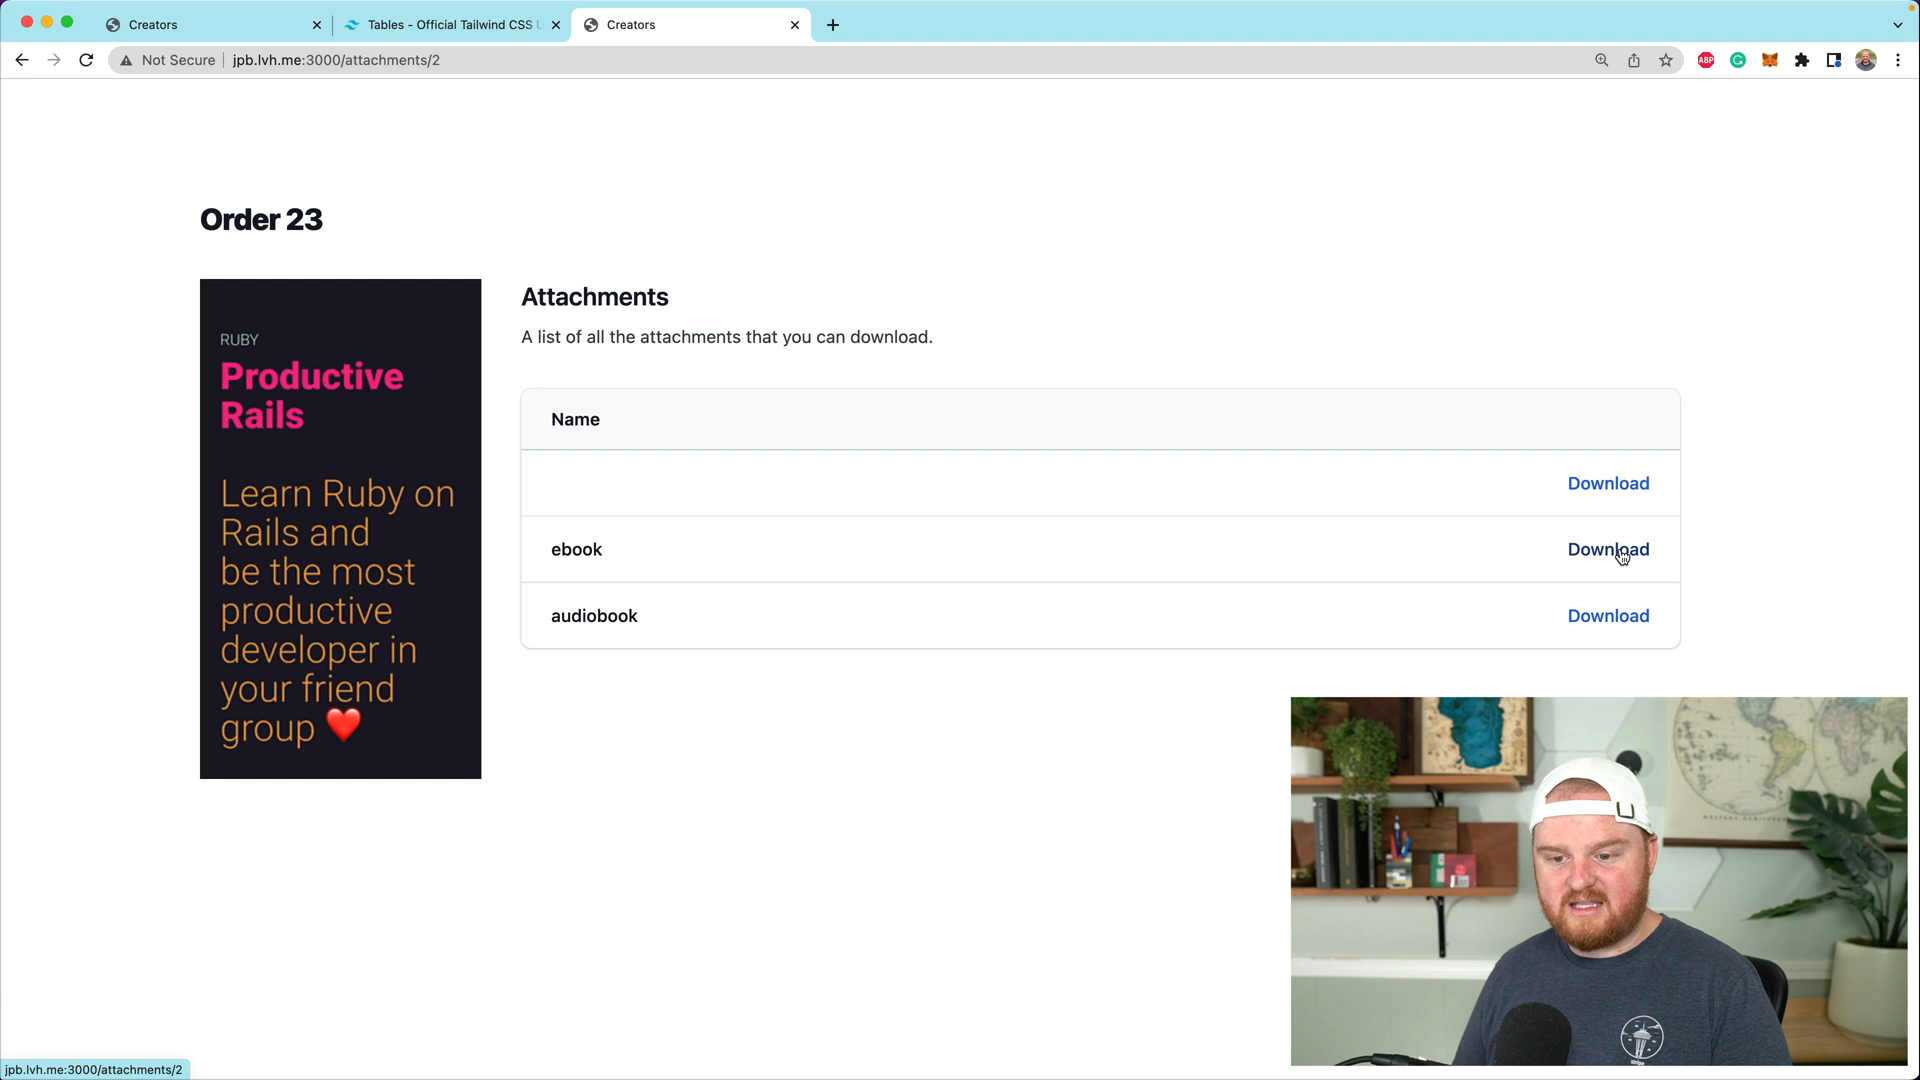 Creators
Tables - Official Tailwind CSS U
Creators
Not Secure
jpb.lvh.me:3000/attachments/2
ABP
Order 23
RUBY
Productive
Rails
Learn Ruby on
Rails and
be the most
productive
developer in
your friend
group ❤️
Attachments
A list of all the attachments that you can download.
Name
Download
ebook
Download
audiobook
Download
stripe
jpb.lvh.me:3000/attachments/2